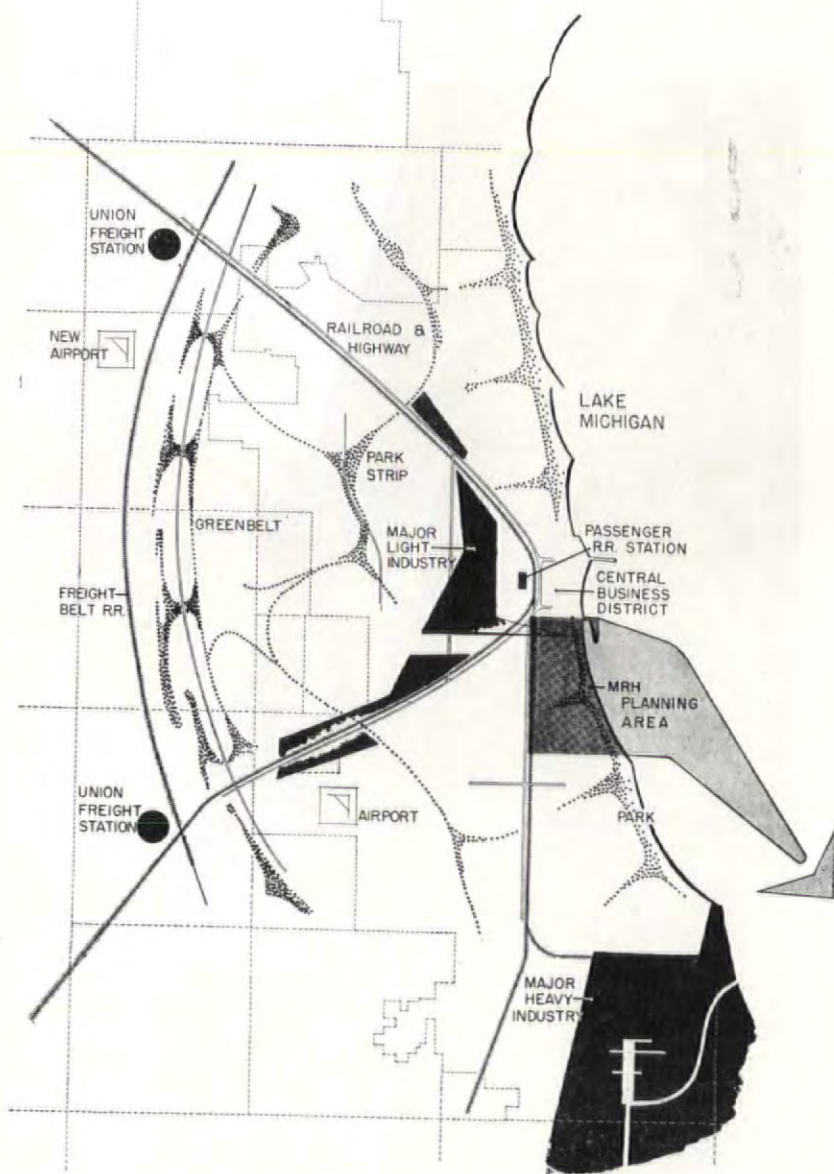 UNION
FREIGHT
STATION
NEW
AIRPORT
RAILROAD &
HIGHWAY
LAKE
MICHIGAN
PARK
STRIP
GREENBELT
MAJOR
LIGHT
INDUSTRY
PASSENGER
R.R. STATION
FREIGHT
BELT RR.
CENTRAL
BUSINESS
DISTRICT
MRH
PLANNING
AREA
UNION
FREIGHT
STATION
AIRPORT
PARK
MAJOR
HEAVY
INDUSTRY